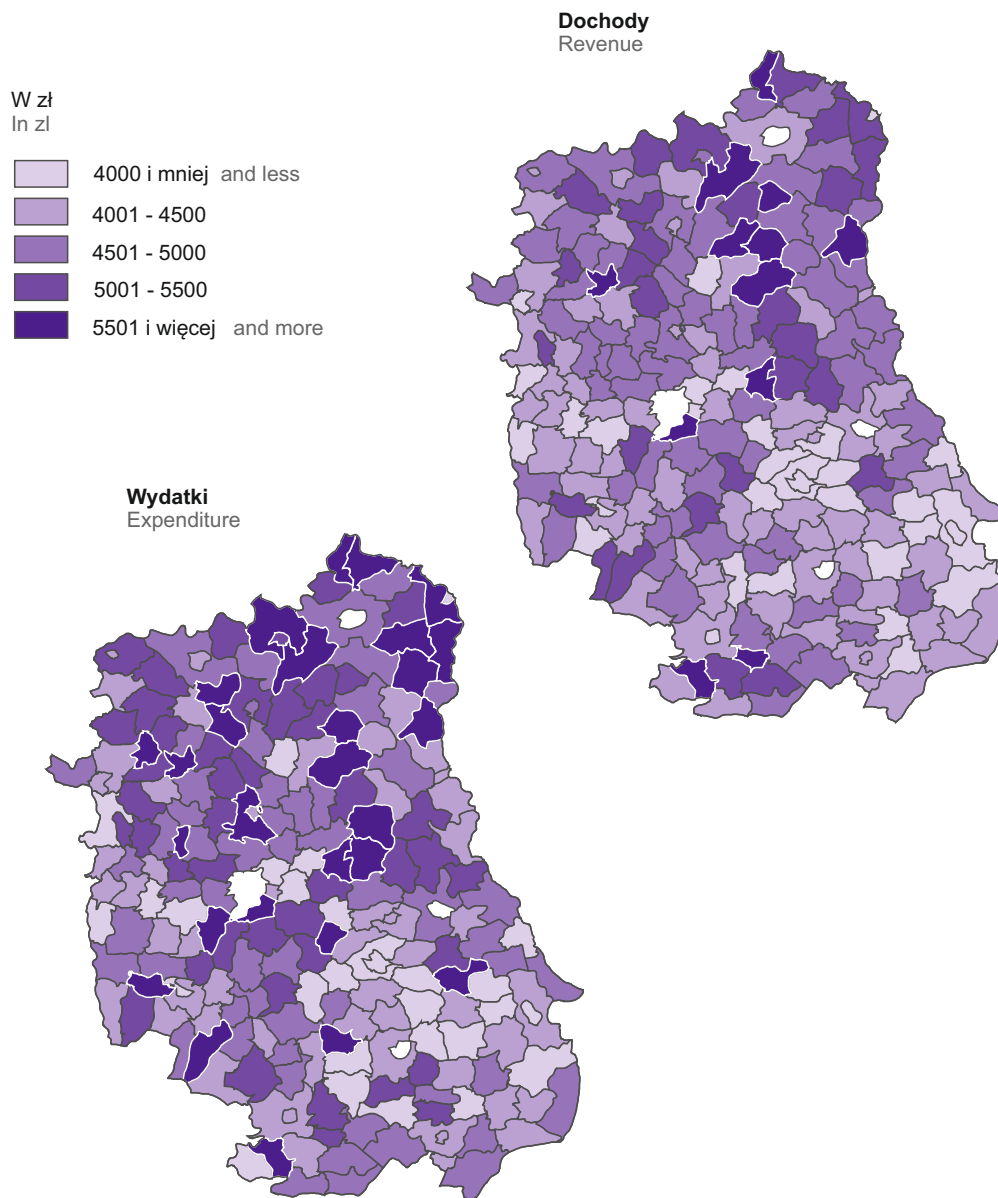 Dochody
Revenue
W zł
In zl
4000 i mniej and less
4001 - 4500
4501 - 5000
5001 - 5500
5501 i więcej and more
Wydatki
Expenditure